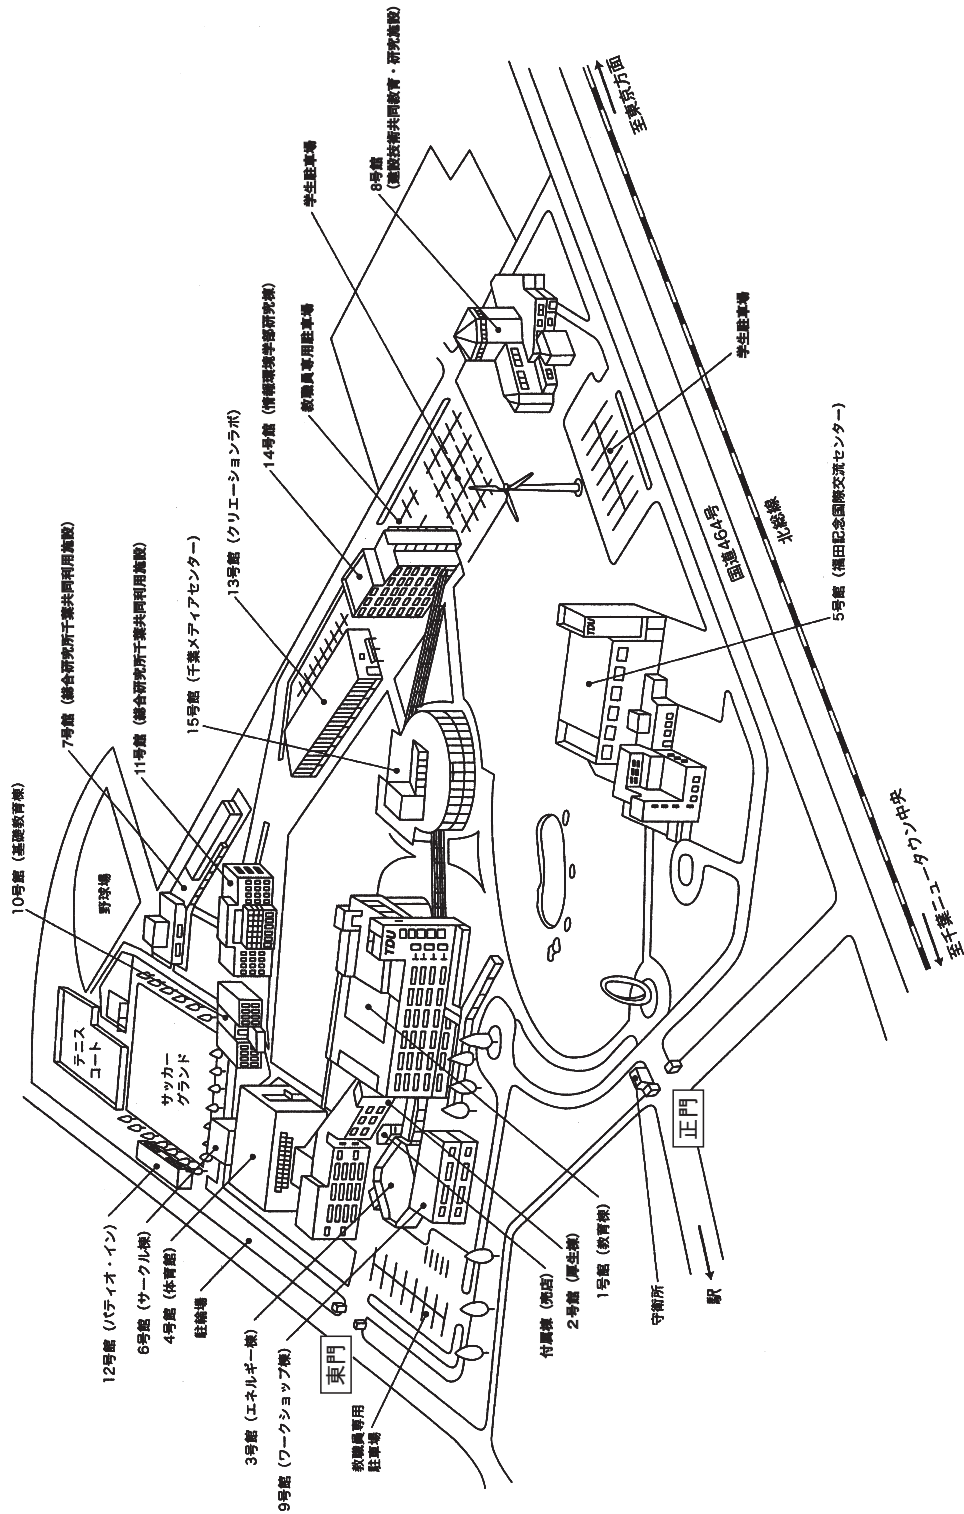 10号館（基礎教育棟）
7号館（総合研究所千葉共同利用施設）
11号館（総合研究所千葉共同利用施設）
15号館（千葉メディアセンター）
13号館（クリエーションラボ）
14号館（情報環境学部研究棟）
教職員専用駐車場
学生駐車場
8号館
（建設技術共同教育・研究施設）
野球場
テニス
コート
サッカー
グランド
TDU
TDU
至東京方面
学生駐車場
国道464号
北総線
5号館（福田記念国際交流センター）
至千葉ニュータウン中央
12号館（パティオ・イン）
6号館（サークル棟）
4号館（体育館）
駐輪場
3号館（エネルギー棟）
9号館（ワークショップ棟）
東門
教職員専用
駐車場
付属棟（売店）
2号館（厚生棟）
1号館（教育棟）
守衛所
正門
駅